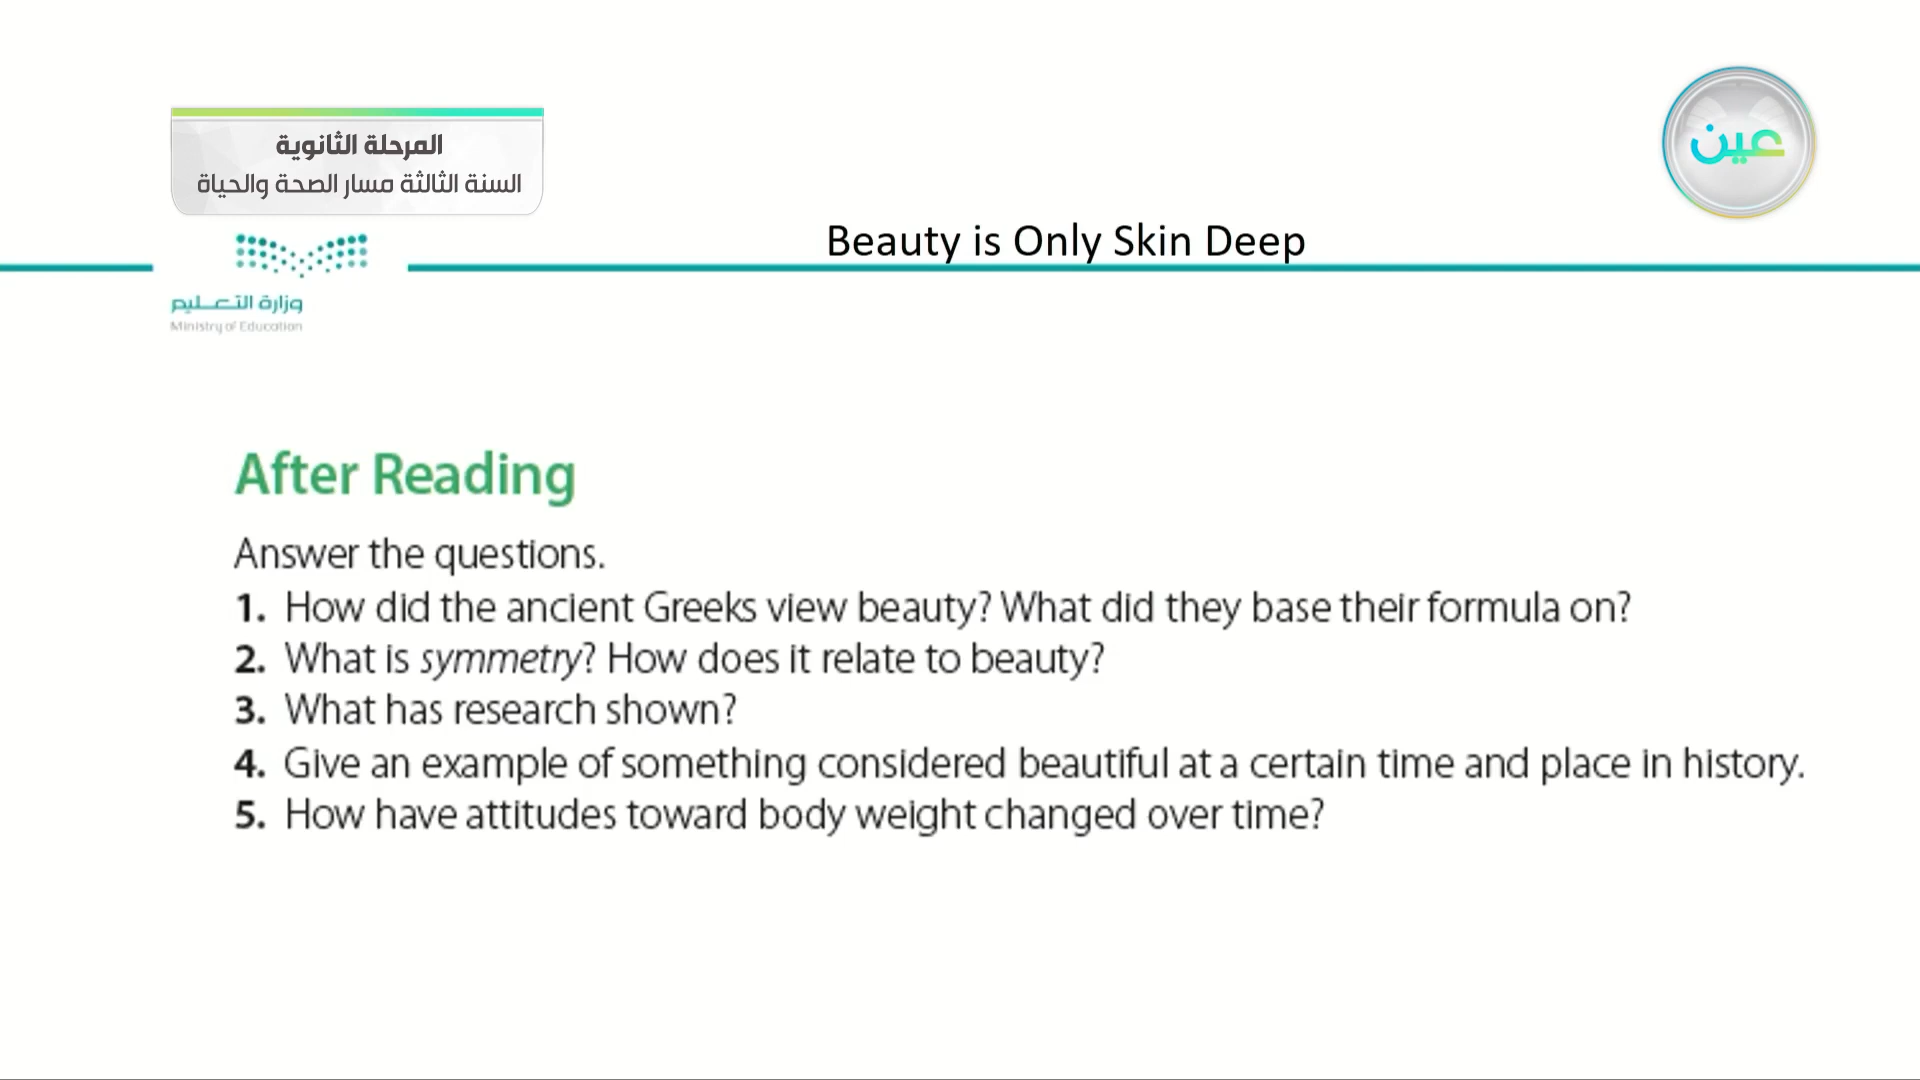 المرحلة الثانوية
السنة الثالثة مسار الصحة والحياة
عين
Beauty is Only Skin Deep
وزارة التعليم
Ministry of Education
After Reading
Answer the questions.
1. How did the ancient Greeks view beauty? What did they base their formula on?
2. What is symmetry? How does it relate to beauty?
3. What has research shown?
4. Give an example of something considered beautiful at a certain time and place in history.
5. How have attitudes toward body weight changed over time?